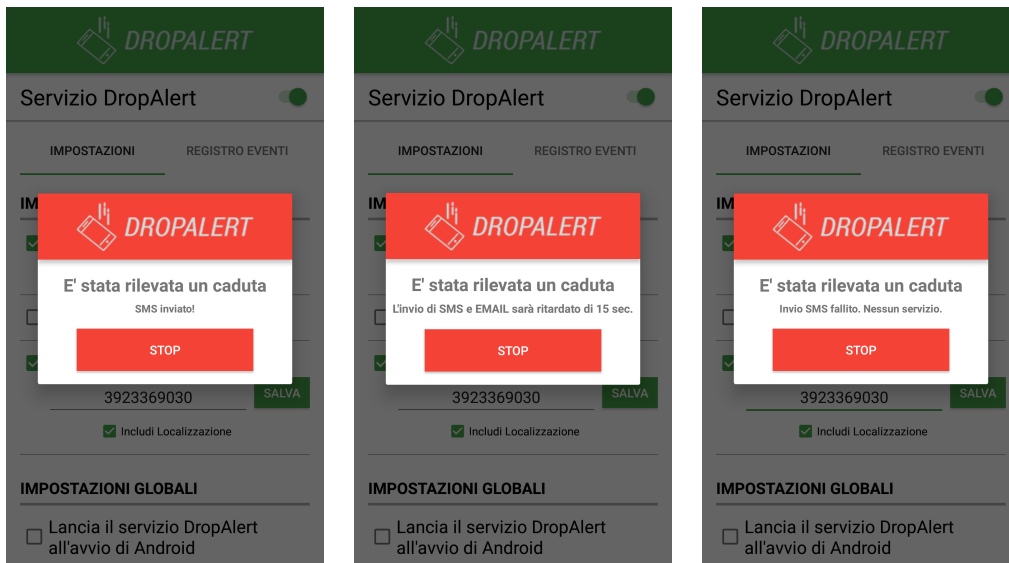 DROPALERT
Servizio DropAlert
IMPOSTAZIONI REGISTRO EVENTI
IM
DROPALERT
E' stata rilevata un caduta
SMS inviato!
STOP
3923369030 SALVA
Includi Localizzazione
IMPOSTAZIONI GLOBALI
Lancia il servizio DropAlert
all'avvio di Android
DROPALERT
Servizio DropAlert
IMPOSTAZIONI REGISTRO EVENTI
IM
DROPALERT
E' stata rilevata un caduta
L'invio di SMS e EMAIL sarà ritardato di 15 sec.
STOP
3923369030 SALVA
Includi Localizzazione
IMPOSTAZIONI GLOBALI
Lancia il servizio DropAlert
all'avvio di Android
DROPALERT
Servizio DropAlert
IMPOSTAZIONI REGISTRO EVENTI
IM
DROPALERT
E' stata rilevata un caduta
Invio SMS fallito. Nessun servizio.
STOP
3923369030 SALVA
Includi Localizzazione
IMPOSTAZIONI GLOBALI
Lancia il servizio DropAlert
all'avvio di Android